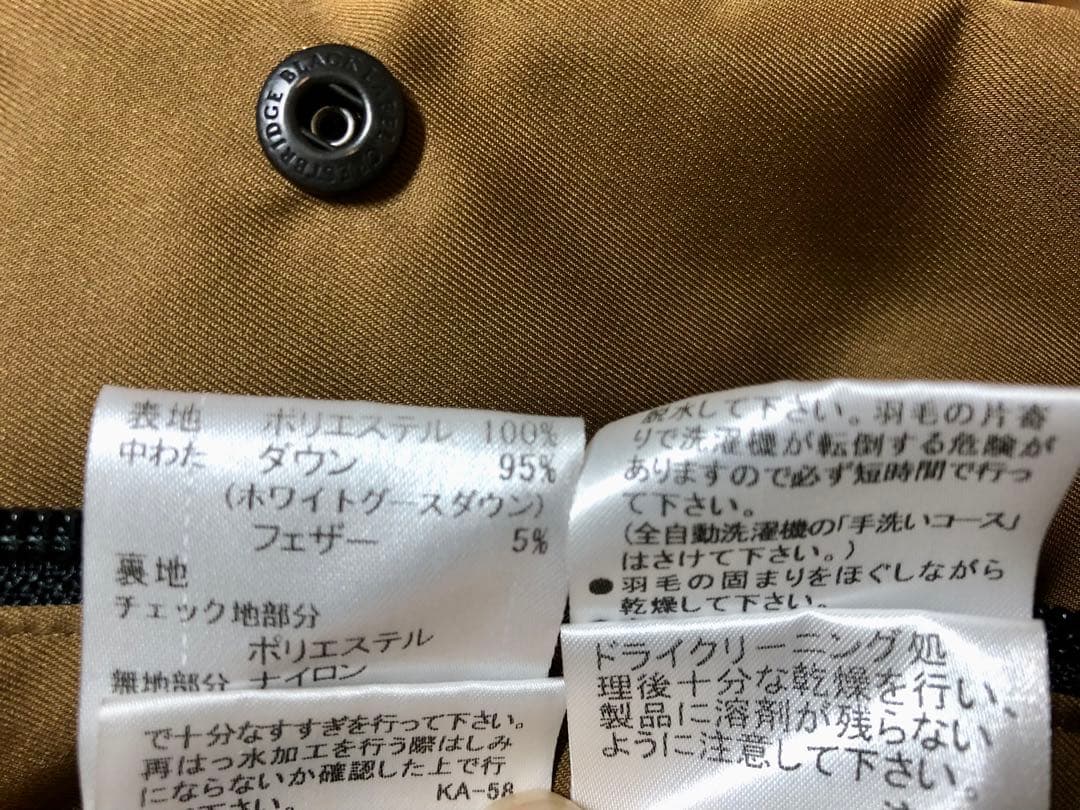 BLACK LABEL CRESTBRIDGE
表地 ポリエステル 100%
中わた ダウン 95%
(ホワイトグースダウン)
フェザー 5%
裏地
チェック地部分
ポリエステル
無地部分 ナイロン
で十分なすすぎを行って下さい。
再はっ水加工を行う際はしみ
にならないか確認した上で行
下さい。 KA-58
脱水して下さい。羽毛の片寄
りで洗濯機が転倒する危険が
ありますので必ず短時間で行っ
て下さい。
(全自動洗濯機の「手洗いコース」
はさけて下さい。)
●羽毛の固まりをほぐしながら
乾燥して下さい。
ドライクリーニング処
理後十分な乾燥を行い、
製品に溶剤が残らない
ように注意して下さい。